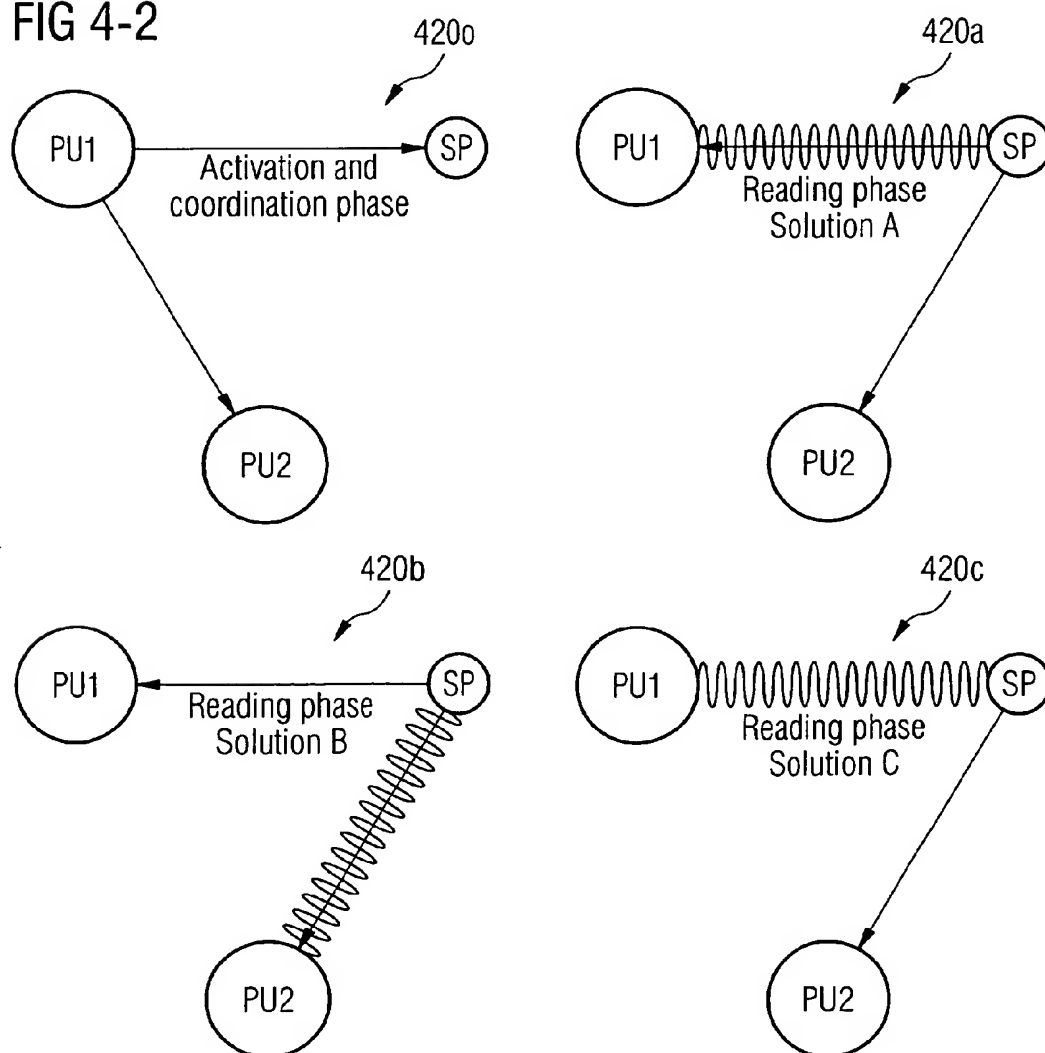 FIG 4-2
420o
PU1
SP
Activation and
coordination phase
PU2
420a
PU1
SP
Reading phase
Solution A
PU2
420b
PU1
SP
Reading phase
Solution B
PU2
420c
PU1
SP
Reading phase
Solution C
PU2